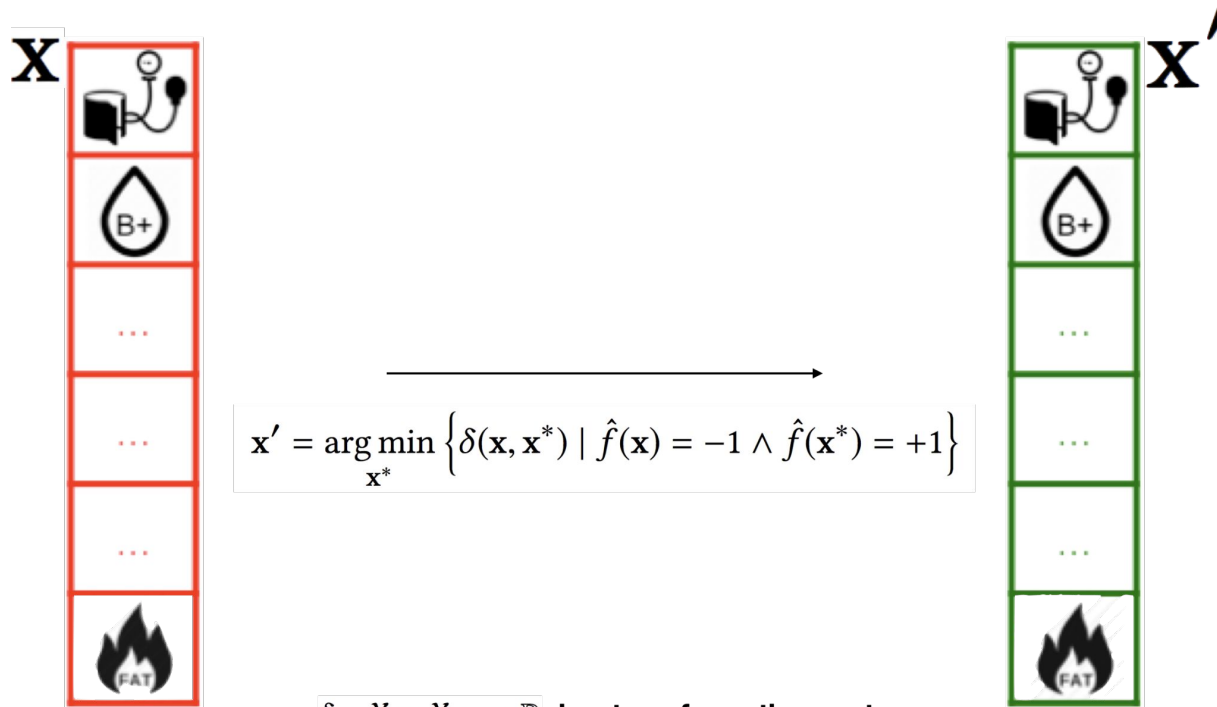 x
x′
B+
B+
...
...
...
...
x′ = arg min { δ(x, x*) | f̂(x) = −1 ∧ f̂(x*) = +1 }
x*
...
...
FAT
FAT